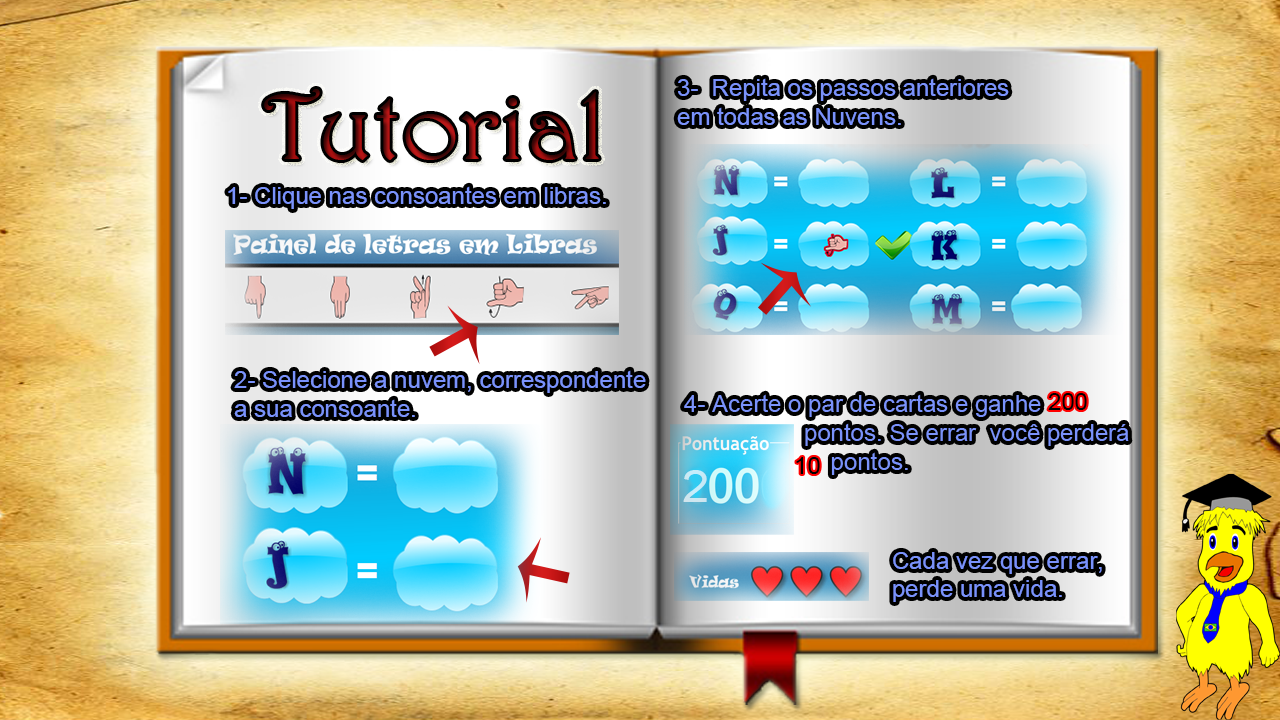 Tutorial
1- Clique nas consoantes em libras.
Painel de letras em Libras
2- Selecione a nuvem, correspondente
a sua consoante.
N =
J =
3- Repita os passos anteriores
em todas as Nuvens.
N = L =
J = K =
Q = M =
4- Acerte o par de cartas e ganhe 200
pontos. Se errar você perderá
10 pontos.
Pontuação
200
Vidas
Cada vez que errar,
perde uma vida.